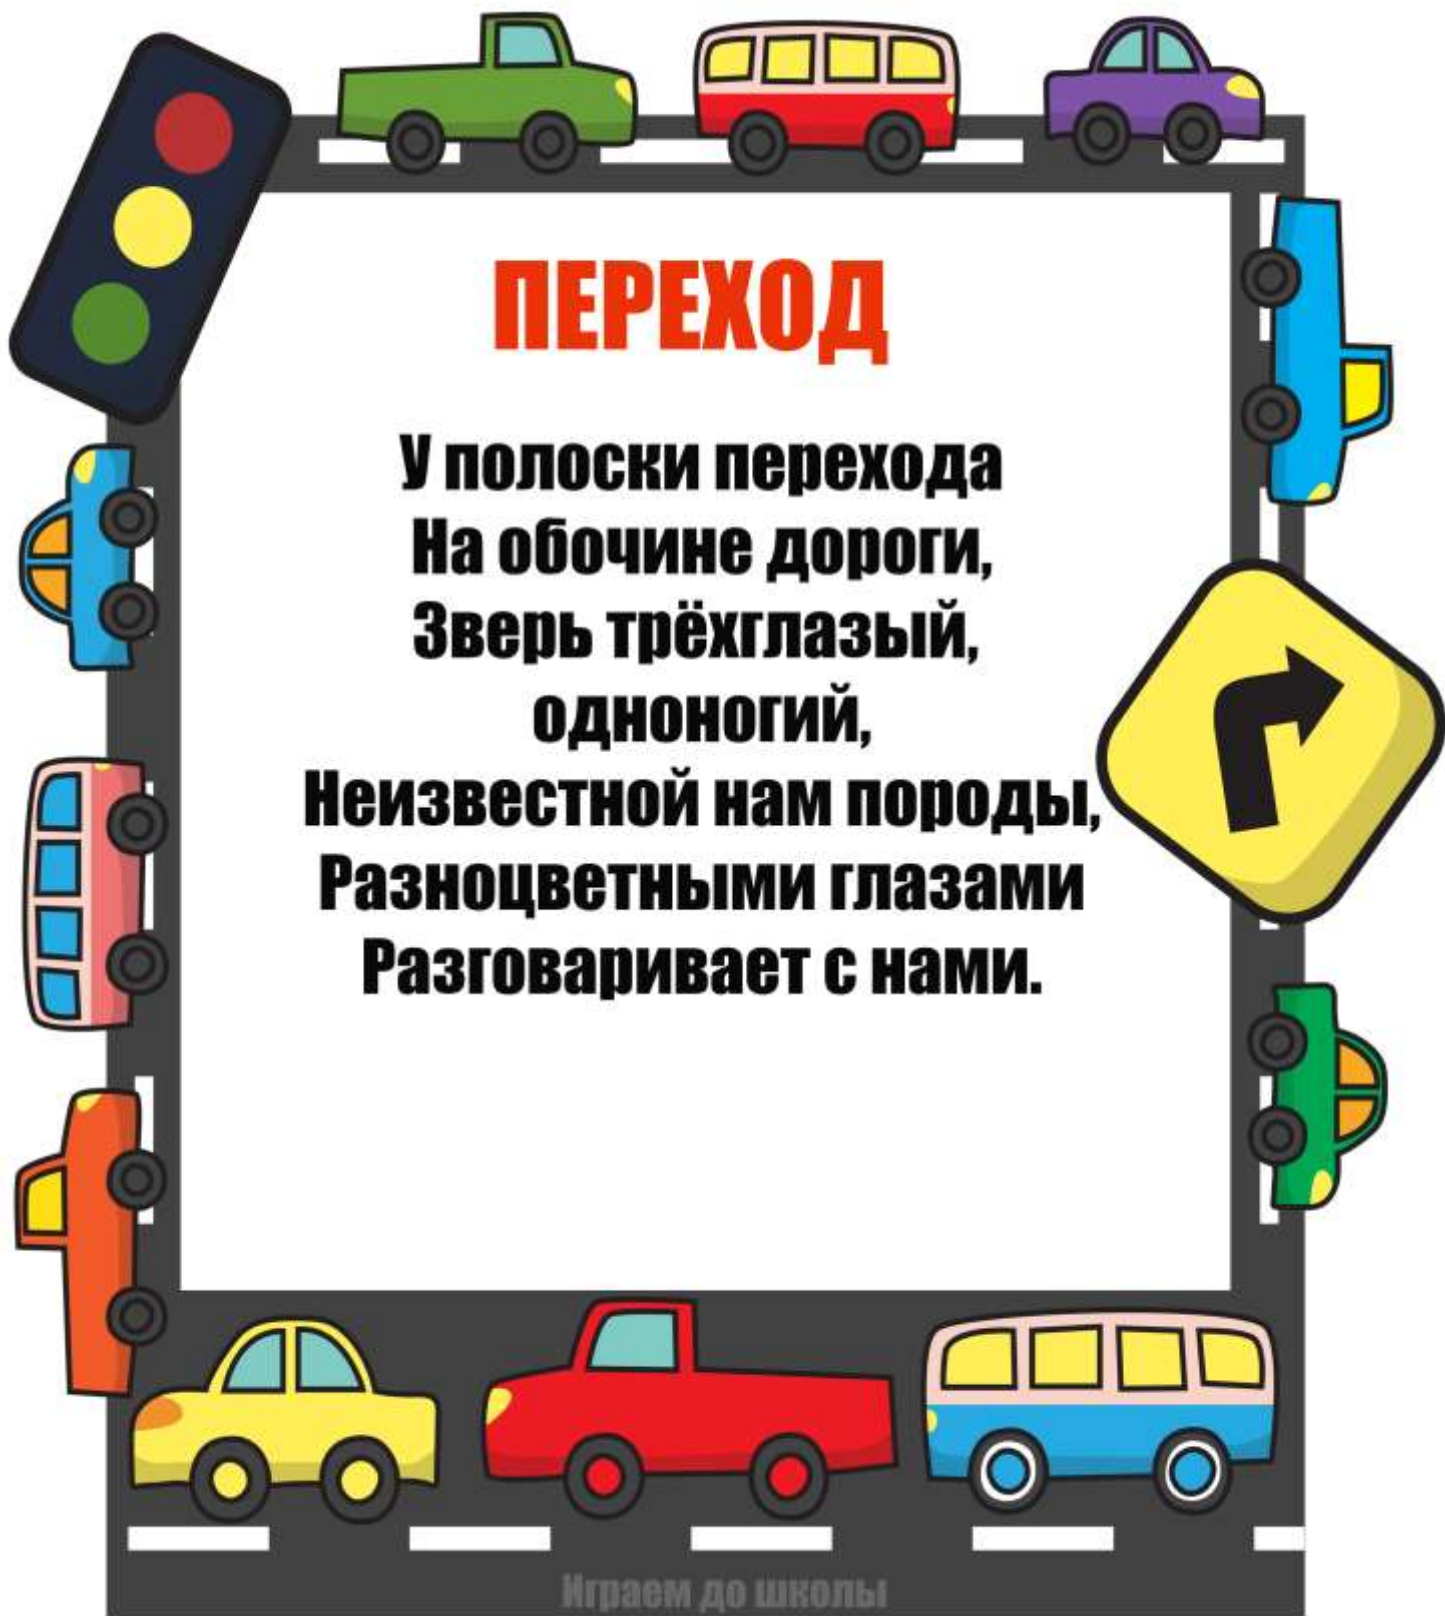 ПЕРЕХОД
У полоски перехода
На обочине дороги,
Зверь трёхглазый,
одноногий,
Неизвестной нам породы,
Разноцветными глазами
Разговаривает с нами.
Играем до школы